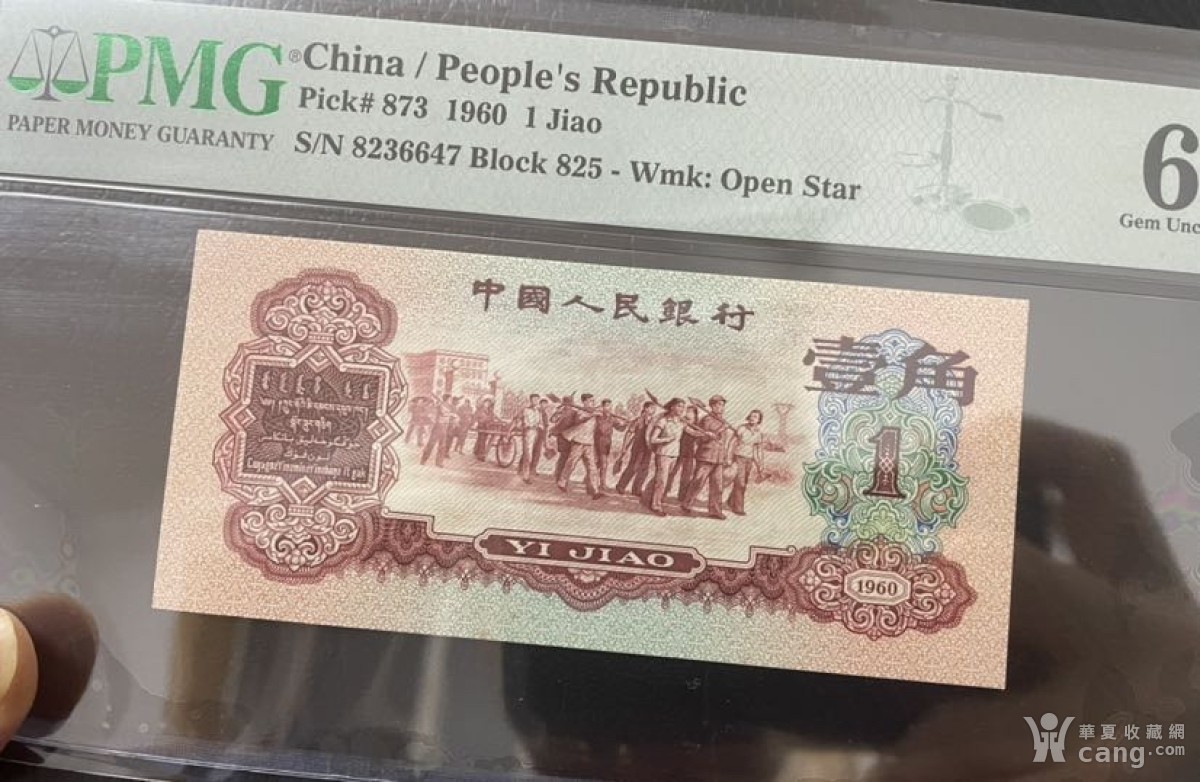 PMG®
PAPER MONEY GUARANTY
China / People's Republic
Pick# 873 1960 1 Jiao
S/N 8236647 Block 825 - Wmk: Open Star
6
Gem Unc
中國人民銀行
壹角
1
YI JIAO
1960
華夏收藏網
cang.com